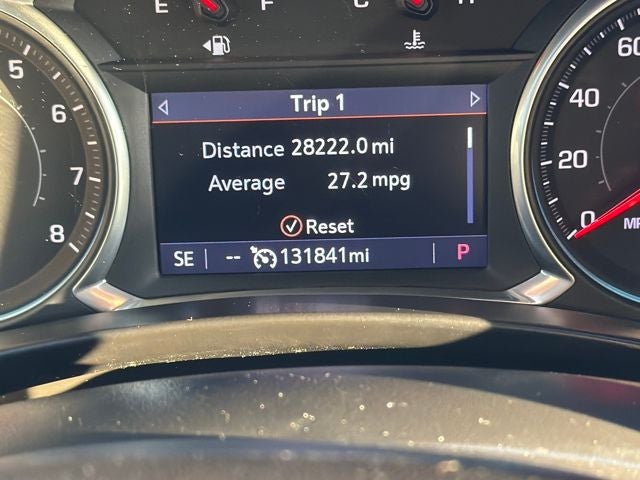 E F C H
5
6
7
8
Trip 1
Distance 28222.0 mi
Average 27.2 mpg
Reset
SE -- 131841mi P
60
40
20
0